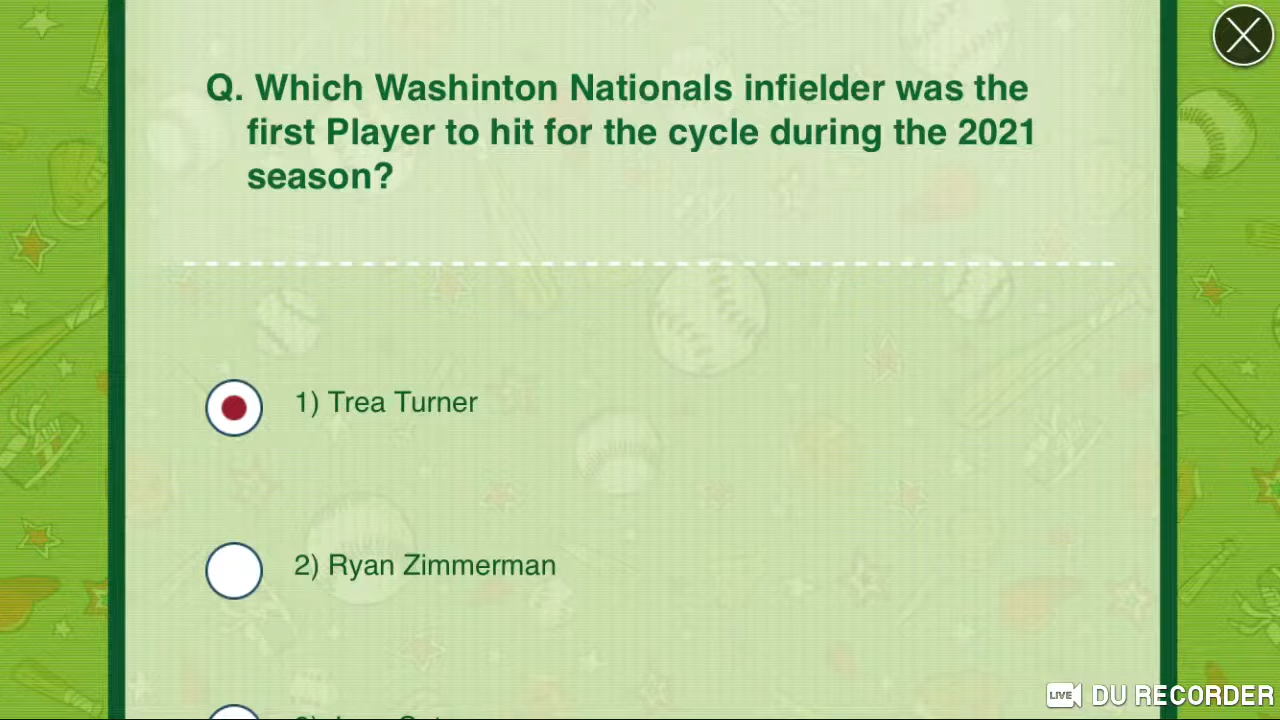 Q. Which Washinton Nationals infielder was the
first Player to hit for the cycle during the 2021
season?
1) Trea Turner
2) Ryan Zimmerman
LIVE DU RECORDER